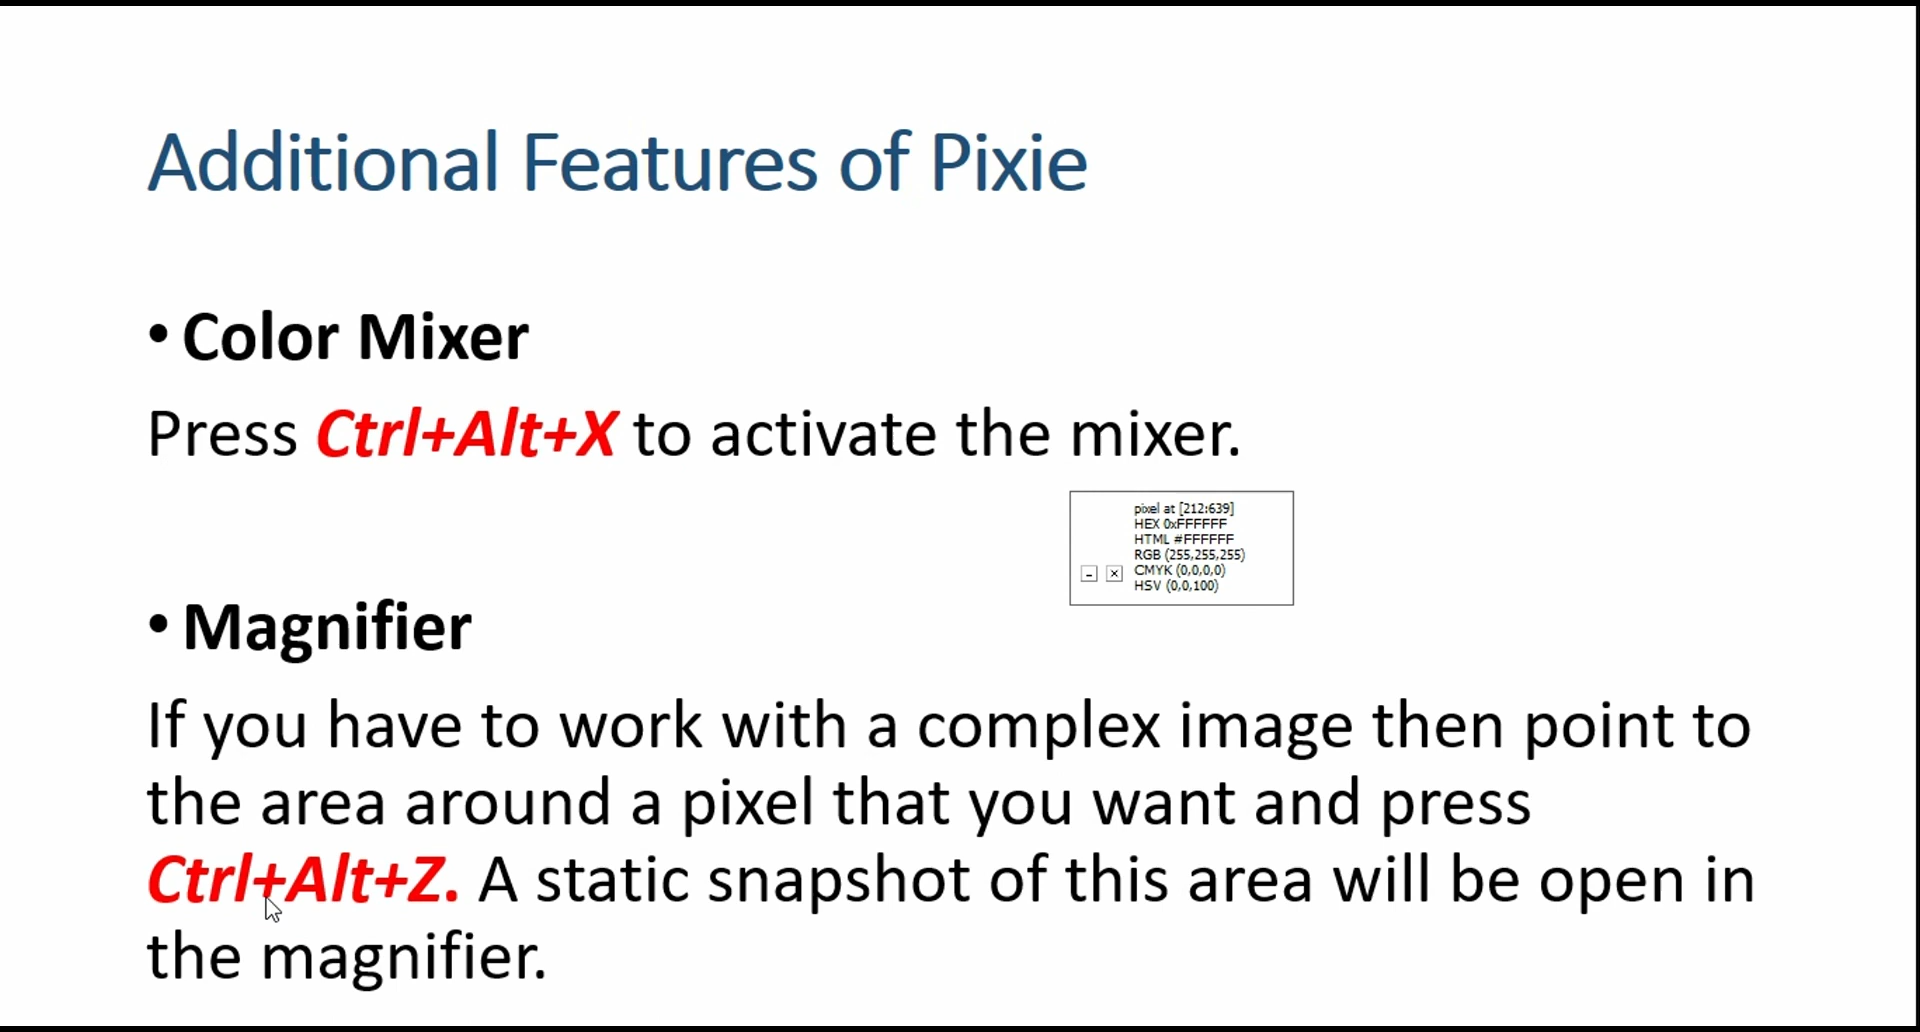 Additional Features of Pixie
• Color Mixer
Press Ctrl+Alt+X to activate the mixer.
pixel at [212:639]
HEX 0xFFFFFF
HTML #FFFFFF
RGB (255,255,255)
CMYK (0,0,0,0)
HSV (0,0,100)
• Magnifier
If you have to work with a complex image then point to
the area around a pixel that you want and press
Ctrl+Alt+Z. A static snapshot of this area will be open in
the magnifier.